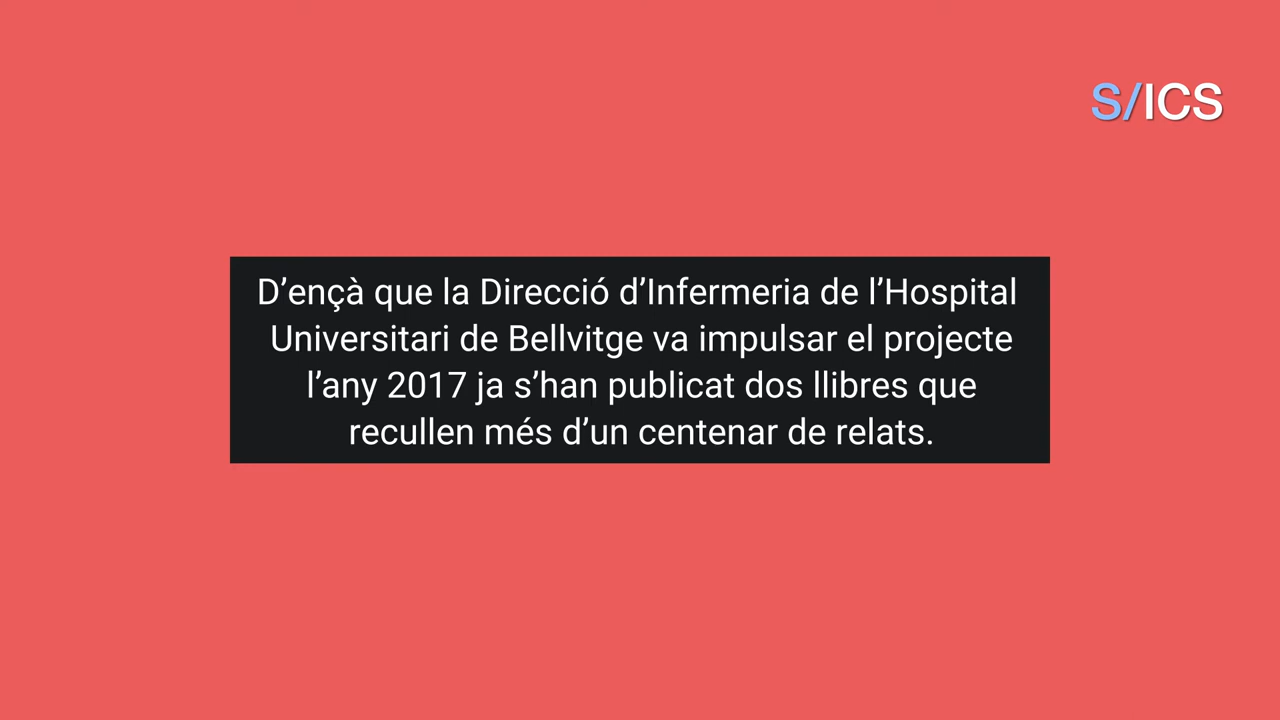 S/ICS
D’ençà que la Direcció d’Infermeria de l’Hospital
Universitari de Bellvitge va impulsar el projecte
l’any 2017 ja s’han publicat dos llibres que
recullen més d’un centenar de relats.